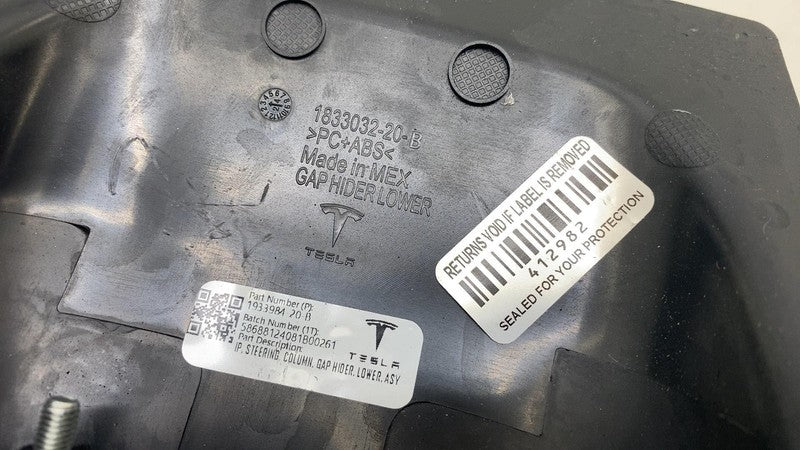 1833032-20-B
>PC+ABS<
Made in MEX
GAP HIDER LOWER
TESLA
RETURNS VOID IF LABEL IS REMOVED
412982
SEALED FOR YOUR PROTECTION
Part Number (P):
1933984-20-B
Batch Number (1T):
58688124081B00261
Part Description:
IP, STEERING, COLUMN, GAP HIDER, LOWER, ASY
TESLA